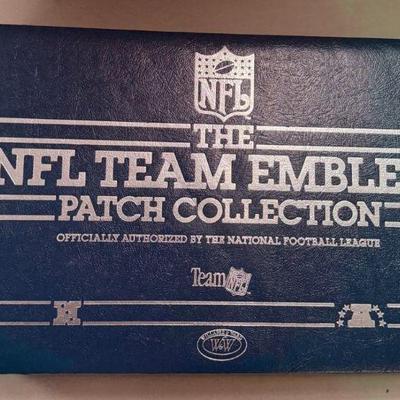 NFL
THE
NFL TEAM EMBLE
PATCH COLLECTION
OFFICIALLY AUTHORIZED BY THE NATIONAL FOOTBALL LEAGUE
Team NFL
W&W